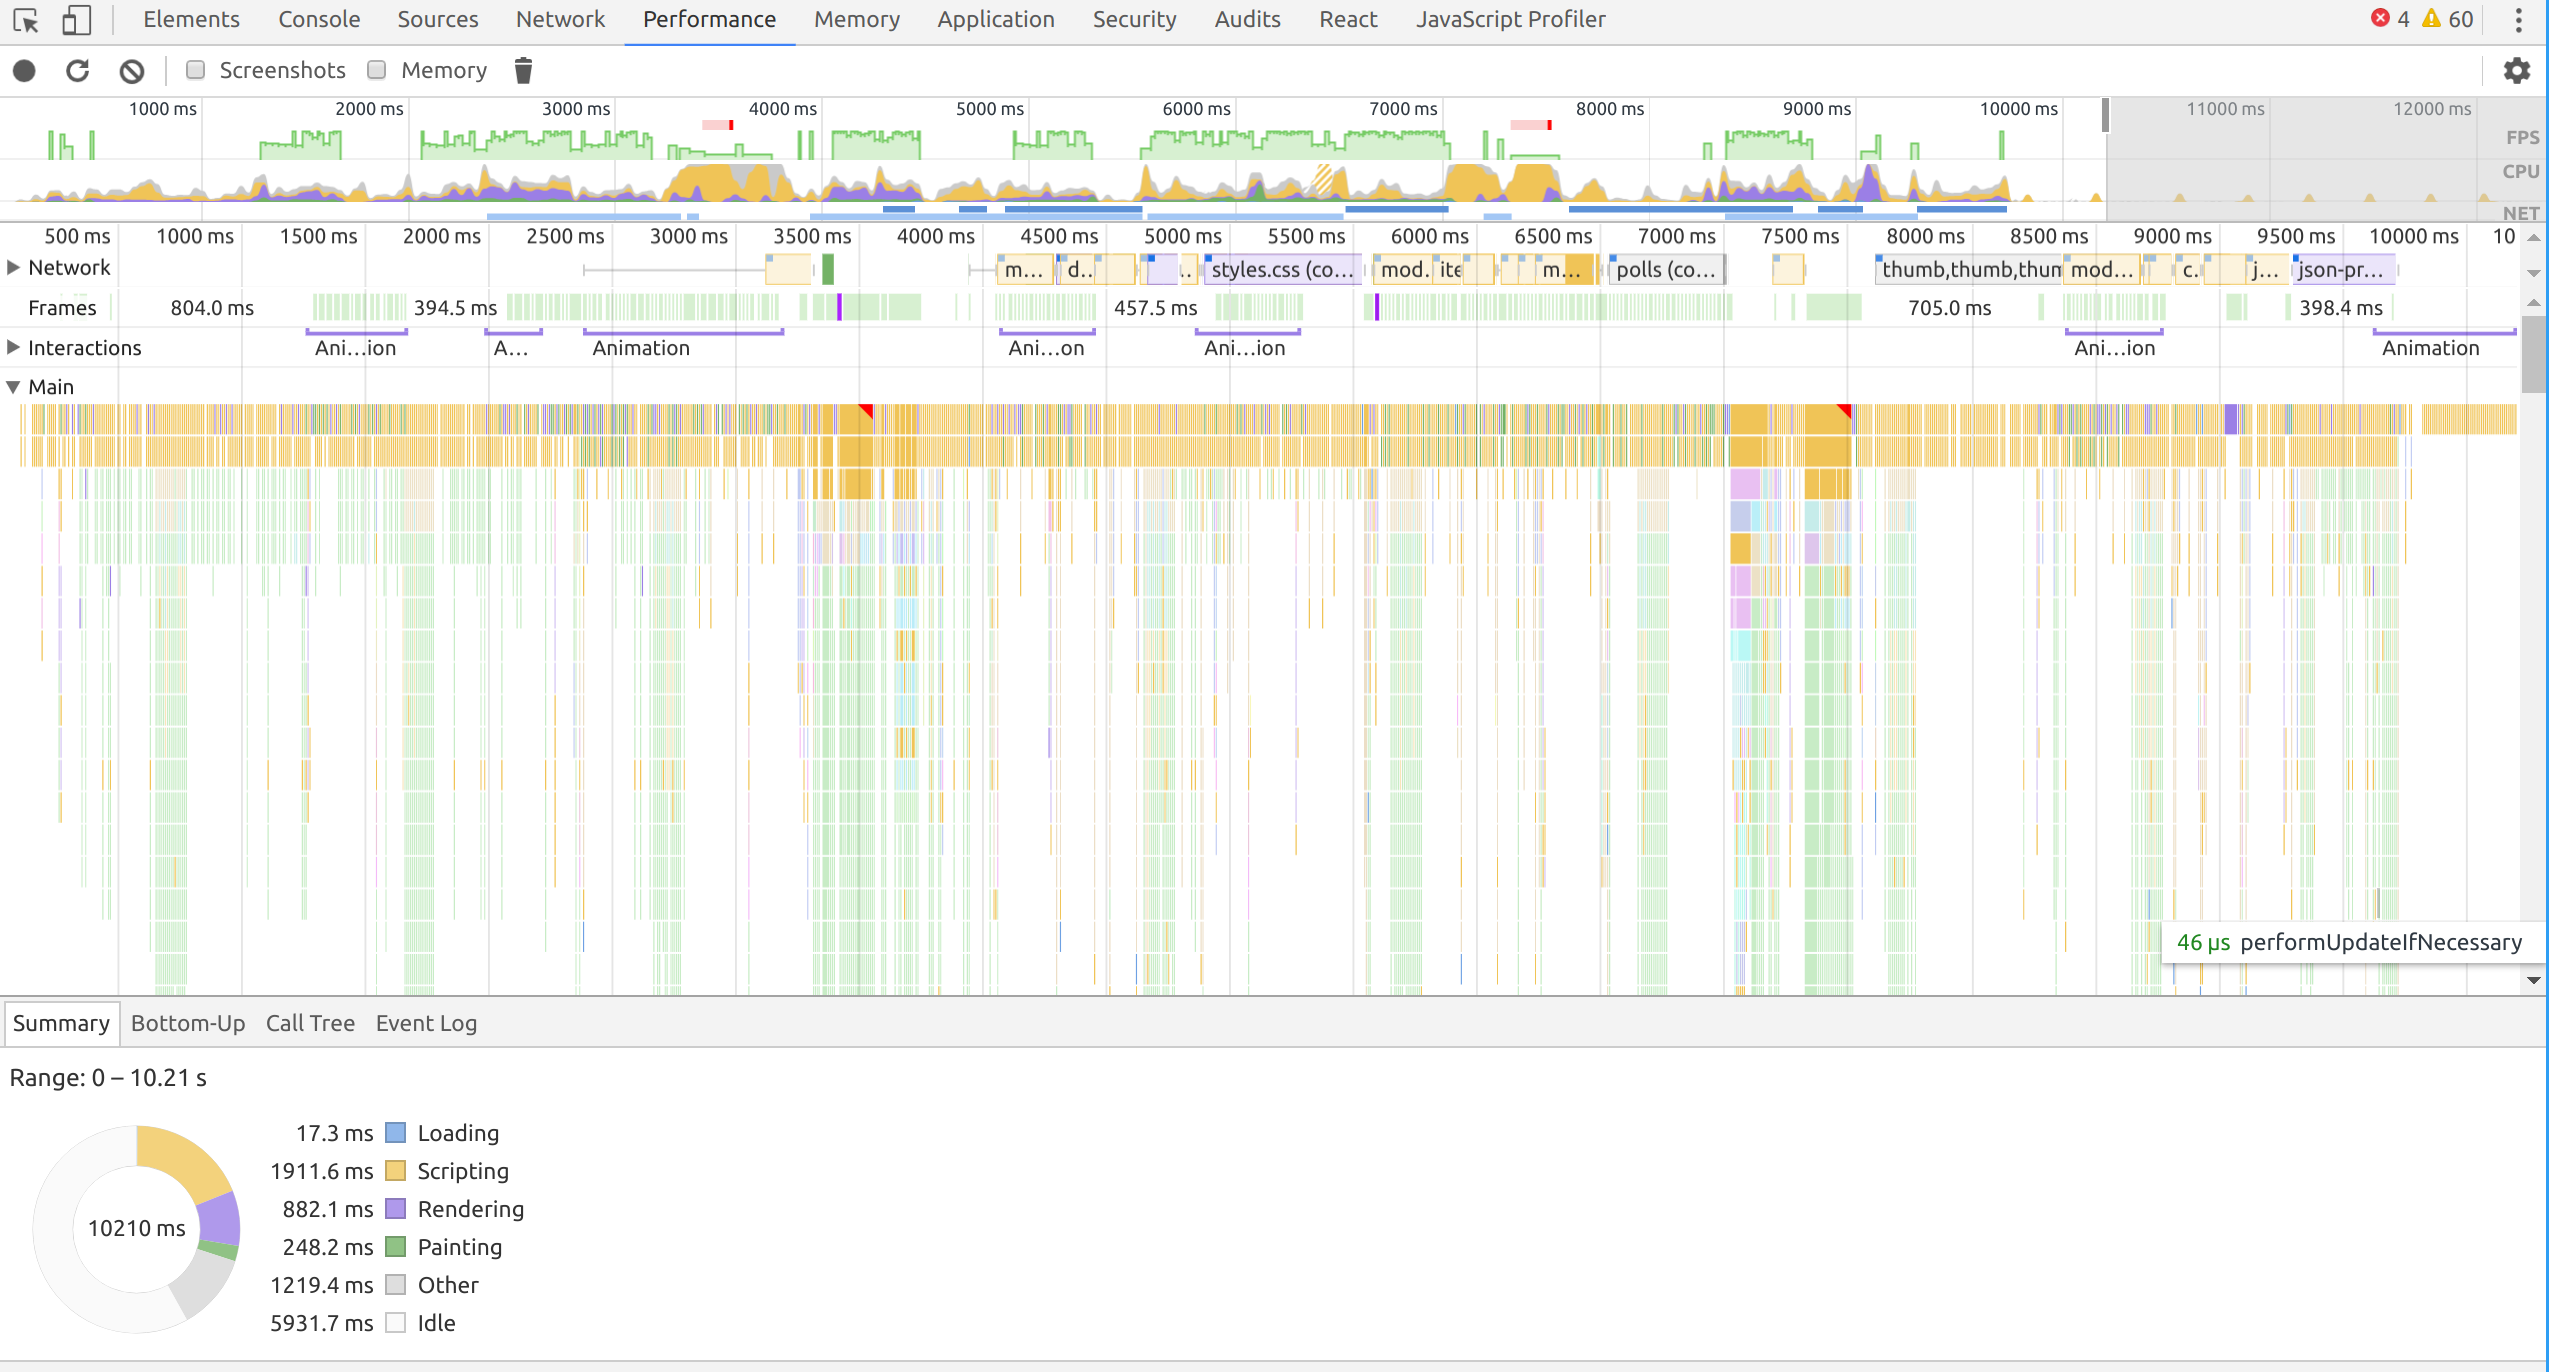 Elements Console Sources Network Performance Memory Application Security Audits React JavaScript Profiler 4 60
Screenshots Memory
1000 ms 2000 ms 3000 ms 4000 ms 5000 ms 6000 ms 7000 ms 8000 ms 9000 ms 10000 ms 11000 ms 12000 ms
FPS
CPU
NET
500 ms 1000 ms 1500 ms 2000 ms 2500 ms 3000 ms 3500 ms 4000 ms 4500 ms 5000 ms 5500 ms 6000 ms 6500 ms 7000 ms 7500 ms 8000 ms 8500 ms 9000 ms 9500 ms 10000 ms 10
Network m... d.. .. styles.css (co... mod. ite m... polls (co... thumb,thumb,thum mod... c. j... json-pr...
Frames 804.0 ms 394.5 ms 457.5 ms 705.0 ms 398.4 ms
Interactions Ani...ion A... Animation Ani...on Ani...ion Ani...ion Animation
Main
46 µs performUpdateIfNecessary
Summary Bottom-Up Call Tree Event Log
Range: 0 – 10.21 s
10210 ms
17.3 ms Loading
1911.6 ms Scripting
882.1 ms Rendering
248.2 ms Painting
1219.4 ms Other
5931.7 ms Idle